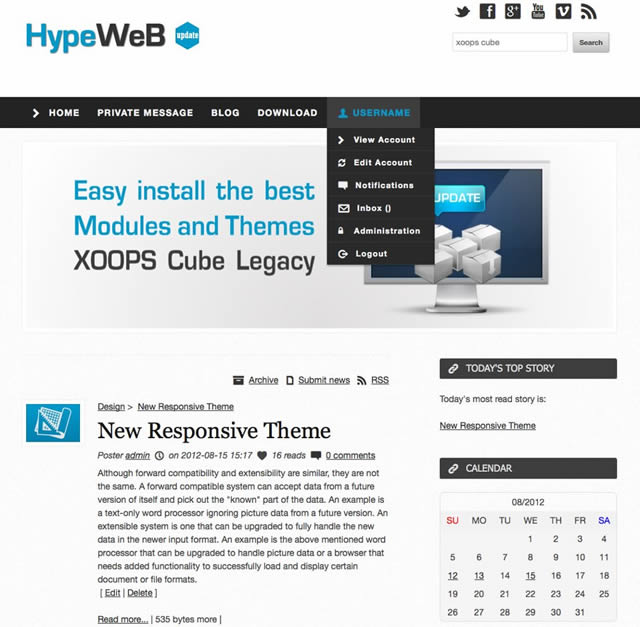 HypeWeB update
You Tube
xoops cube Search
HOME PRIVATE MESSAGE BLOG DOWNLOAD USERNAME
View Account
Edit Account
Notifications
Inbox ()
Administration
Logout
Easy install the best
Modules and Themes
XOOPS Cube Legacy
UPDATE
Archive Submit news RSS
Design > New Responsive Theme
New Responsive Theme
Poster admin on 2012-08-15 15:17 16 reads 0 comments
Although forward compatibility and extensibility are similar, they are not
the same. A forward compatible system can accept data from a future
version of itself and pick out the "known" part of the data. An example is
a text-only word processor ignoring picture data from a future version. An
extensible system is one that can be upgraded to fully handle the new
data in the newer input format. An example is the above mentioned word
processor that can be upgraded to handle picture data or a browser that
needs added functionality to successfully load and display certain
document or file formats.
[ Edit | Delete ]
Read more... | 535 bytes more |
TODAY'S TOP STORY
Today's most read story is:
New Responsive Theme
CALENDAR
08/2012
SU MO TU WE TH FR SA
1 2 3 4
5 6 7 8 9 10 11
12 13 14 15 16 17 18
19 20 21 22 23 24 25
26 27 28 29 30 31